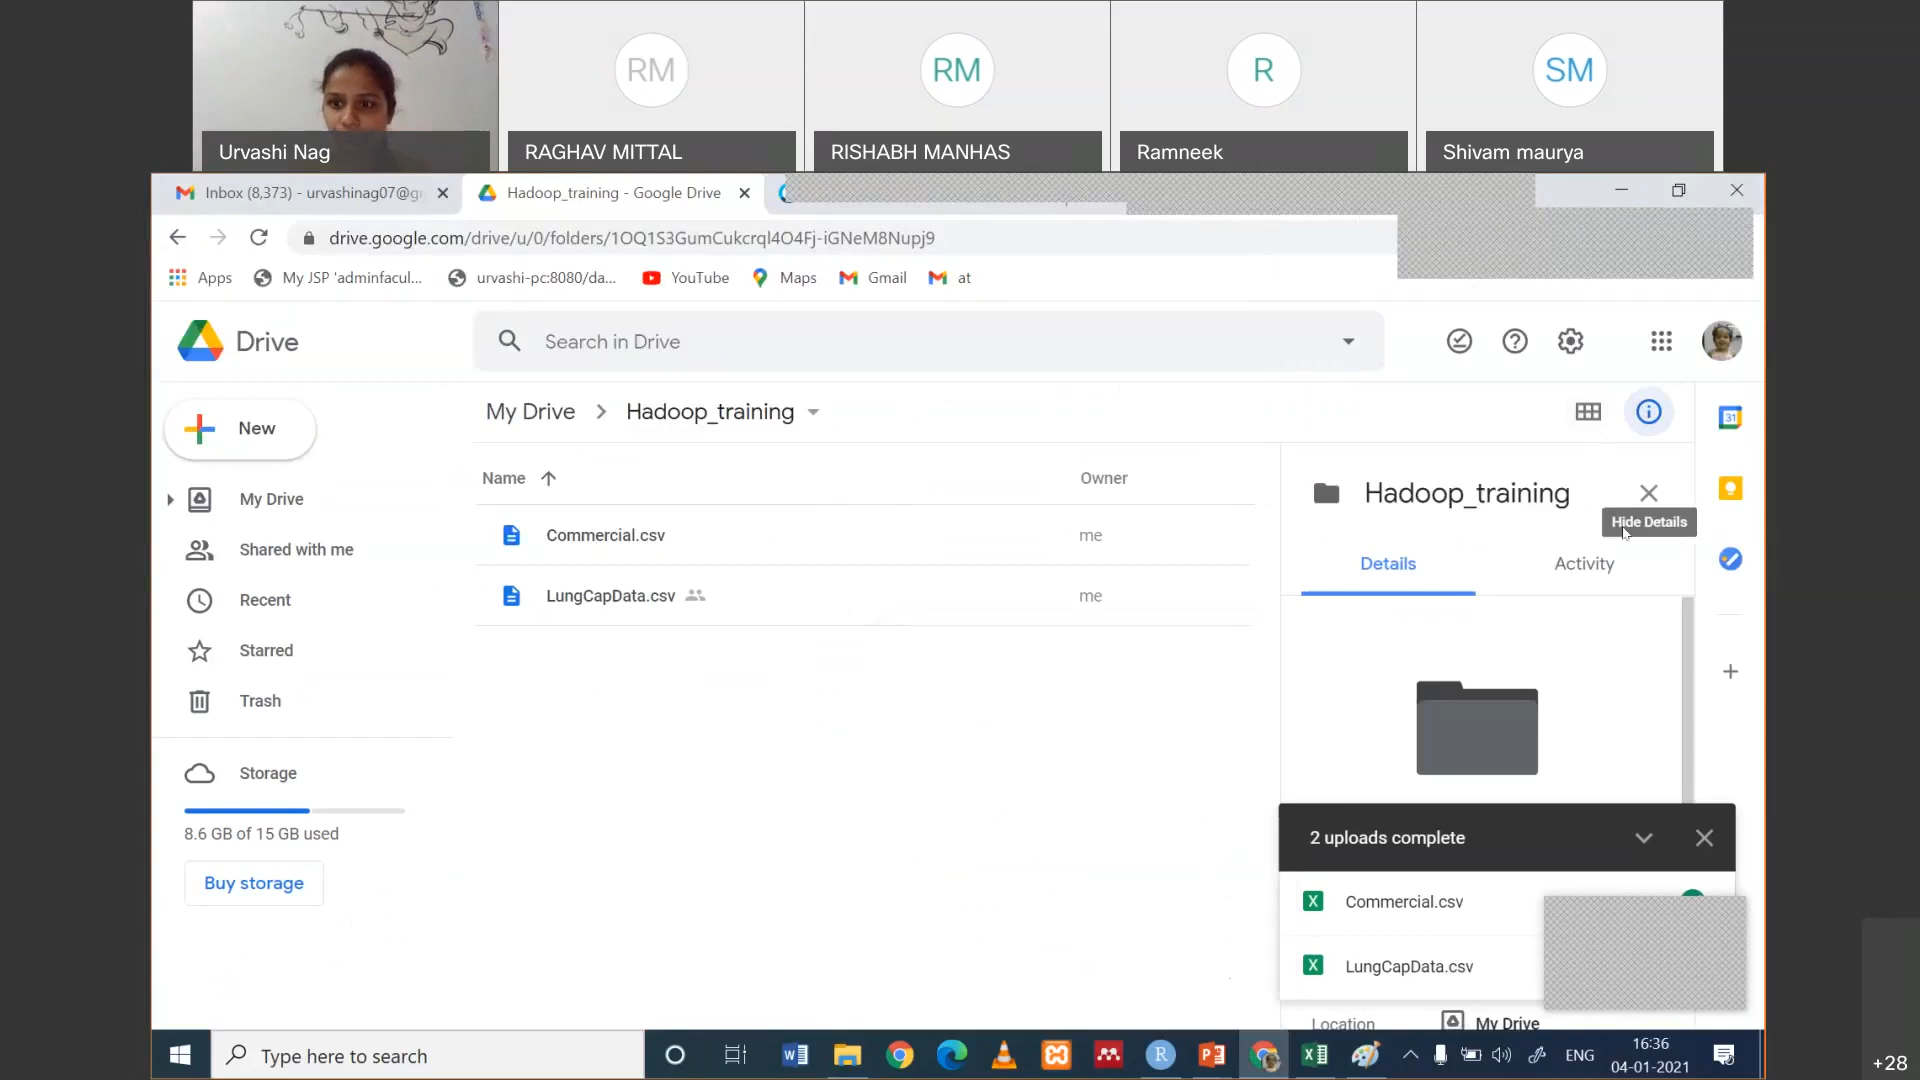 RM
RM
R
SM
Urvashi Nag
RAGHAV MITTAL
RISHABH MANHAS
Ramneek
Shivam maurya
Inbox (8,373) - urvashinag07@g
Hadoop_training - Google Drive
drive.google.com/drive/u/0/folders/1OQ1S3GumCukcrql4O4Fj-iGNeM8Nupj9
Apps
My JSP 'adminfacul...
urvashi-pc:8080/da...
YouTube
Maps
Gmail
at
Drive
Search in Drive
New
My Drive
Shared with me
Recent
Starred
Trash
Storage
8.6 GB of 15 GB used
Buy storage
My Drive
Hadoop_training
Name
Owner
Commercial.csv
me
LungCapData.csv
me
31
Hadoop_training
Hide Details
Details
Activity
2 uploads complete
Commercial.csv
LungCapData.csv
Location
My Drive
Type here to search
ENG
16:36
04-01-2021
+28